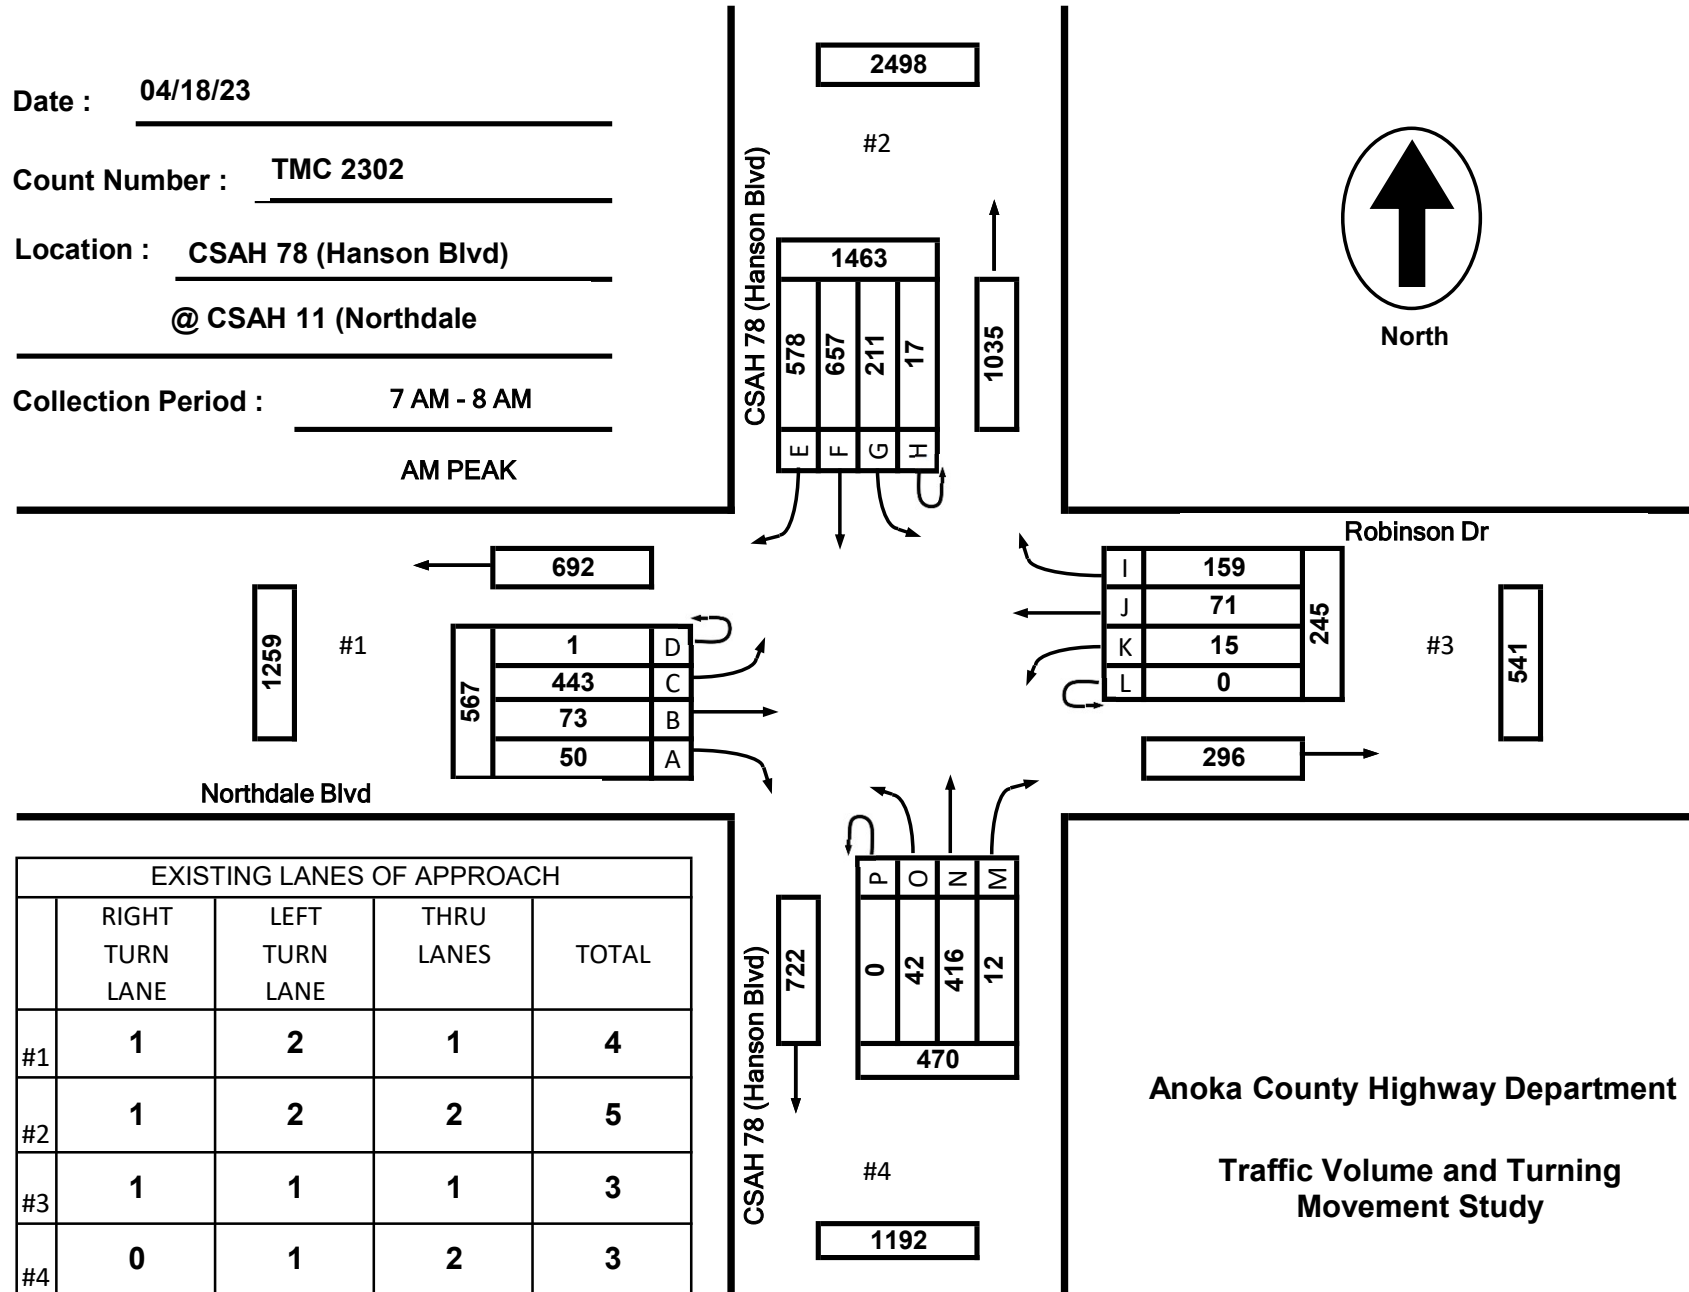 Date : 04/18/23
Count Number : TMC 2302
Location : CSAH 78 (Hanson Blvd)
@ CSAH 11 (Northdale
Collection Period : 7 AM - 8 AM
AM PEAK
2498
#2
CSAH 78 (Hanson Blvd)
1463
578 657 211 17
E F G H
1035
North
Robinson Dr
692
1259
#1
567
1 D
443 C
73 B
50 A
Northdale Blvd
I 159
J 71
K 15
L 0
245
#3
541
296
P O N M
0 42 416 12
470
722
CSAH 78 (Hanson Blvd)
#4
1192
EXISTING LANES OF APPROACH
RIGHT LEFT THRU
TURN TURN LANES TOTAL
LANE LANE
#1 1 2 1 4
#2 1 2 2 5
#3 1 1 1 3
#4 0 1 2 3
Anoka County Highway Department
Traffic Volume and Turning
Movement Study